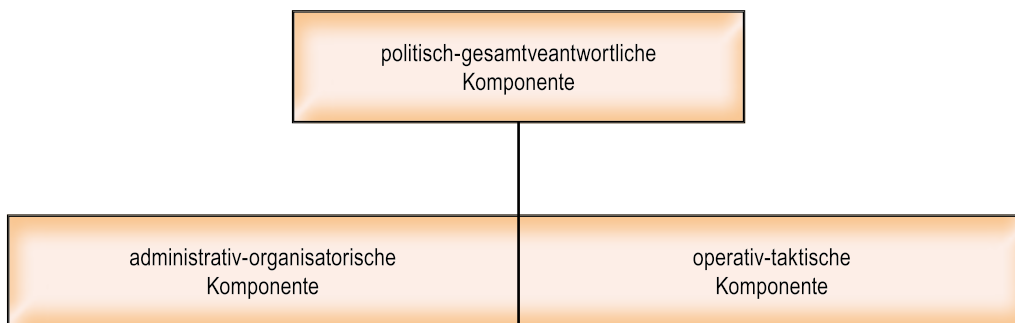 politisch-gesamtveantwortliche
Komponente
administrativ-organisatorische
Komponente
operativ-taktische
Komponente